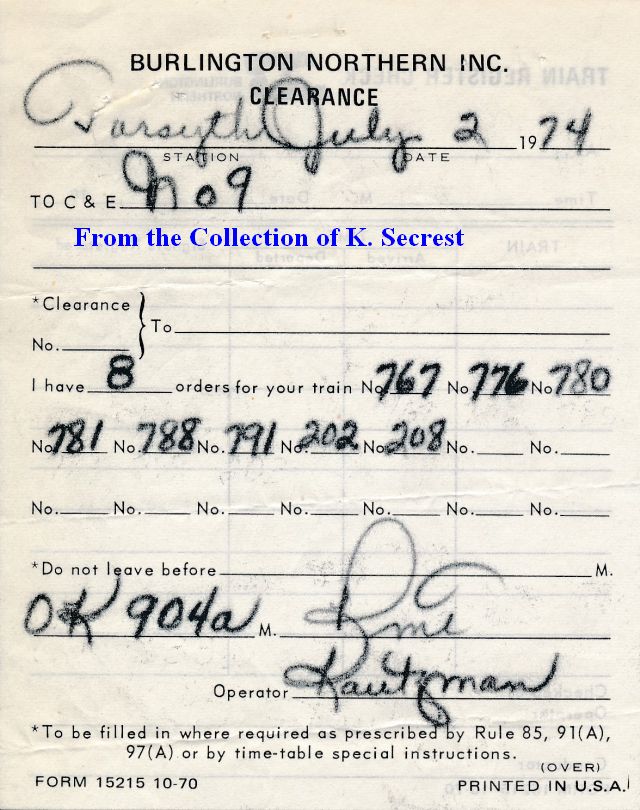 BURLINGTON NORTHERN INC.
CLEARANCE
Forsyth July 2 1974
STATION DATE
TO C & E No 9
From the Collection of K. Secrest
*Clearance
No. To
I have 8 orders for your train No. 767 No. 776 No. 780
No. 781 No. 788 No. 791 No. 202 No. 208 No. No.
No. No. No. No. No. No. No.
*Do not leave before M.
OK 904a M.
Operator Kautzman
*To be filled in where required as prescribed by Rule 85, 91(A),
97(A) or by time-table special instructions.
(OVER)
FORM 15215 10-70 PRINTED IN U.S.A.